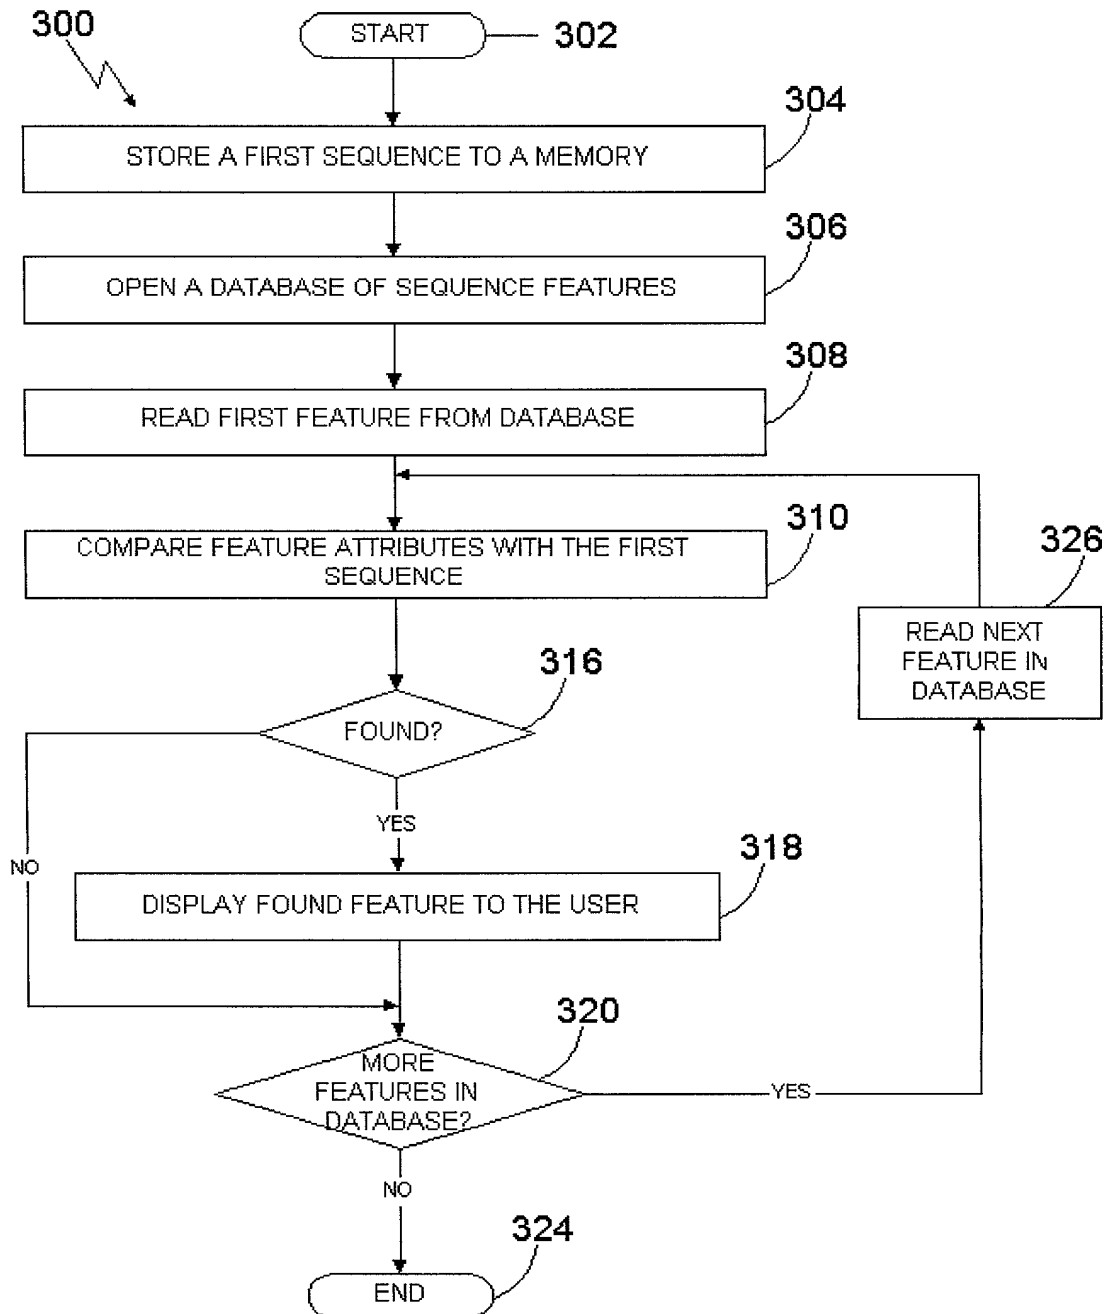 300
START
302
304
STORE A FIRST SEQUENCE TO A MEMORY
306
OPEN A DATABASE OF SEQUENCE FEATURES
308
READ FIRST FEATURE FROM DATABASE
310
COMPARE FEATURE ATTRIBUTES WITH THE FIRST
SEQUENCE
326
READ NEXT
FEATURE IN
DATABASE
316
FOUND?
YES
NO
318
DISPLAY FOUND FEATURE TO THE USER
320
MORE
FEATURES IN
DATABASE?
YES
NO
324
END